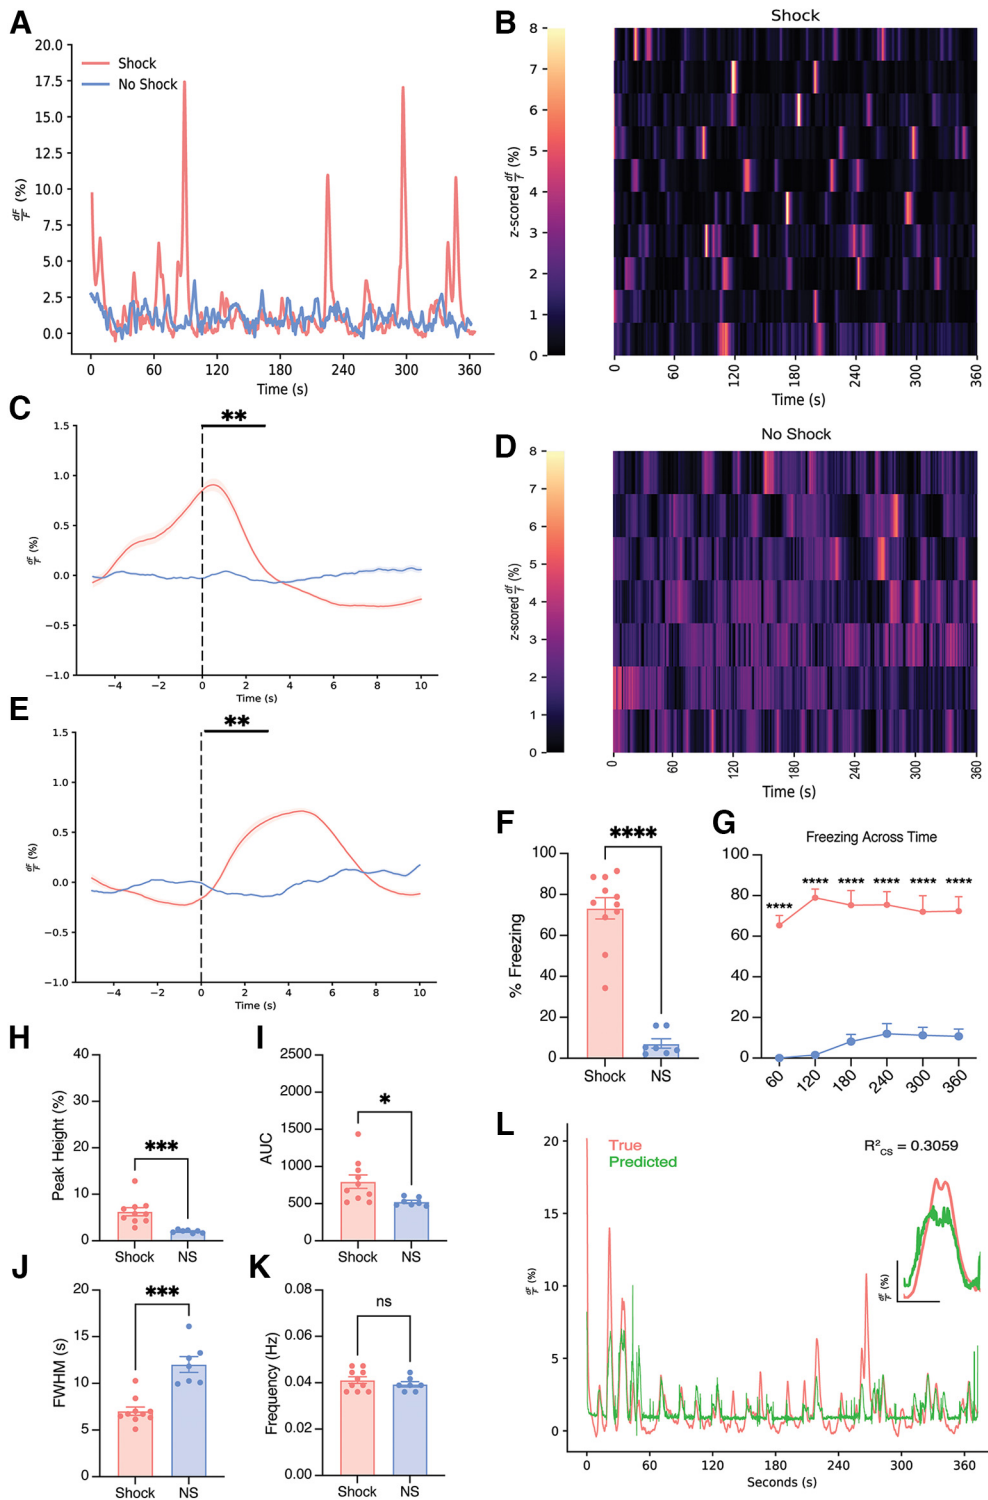 A
20.0
17.5
15.0
12.5
10.0
7.5
5.0
2.5
0.0
dF/F (%)
Shock
No Shock
0 60 120 180 240 300 360
Time (s)
B
Shock
8
7
6
5
4
3
2
1
0
z-scored df/f (%)
0 60 120 180 240 300 360
Time (s)
C
**
1.5
1.0
0.5
0.0
−0.5
−1.0
dF/F (%)
−4 −2 0 2 4 6 8 10
Time (s)
D
No Shock
8
7
6
5
4
3
2
1
0
z-scored df/f (%)
0 60 120 180 240 300 360
Time (s)
E
**
1.5
1.0
0.5
0.0
−0.5
−1.0
dF/F (%)
−4 −2 0 2 4 6 8 10
Time (s)
F
****
100
80
60
40
20
0
% Freezing
Shock NS
G
Freezing Across Time
100
80
60
40
20
0
**** **** **** **** **** ****
60 120 180 240 300 360
H
40
30
20
10
0
Peak Height (%)
***
Shock NS
I
2500
2000
1500
1000
500
0
AUC
*
Shock NS
J
20
15
10
5
0
FWHM (s)
***
Shock NS
K
0.08
0.06
0.04
0.02
0.00
Frequency (Hz)
ns
Shock NS
L
20
15
10
5
0
dF/F (%)
True
Predicted
R²cs = 0.3059
dF/F (%)
0 60 120 180 240 300 360
Seconds (s)